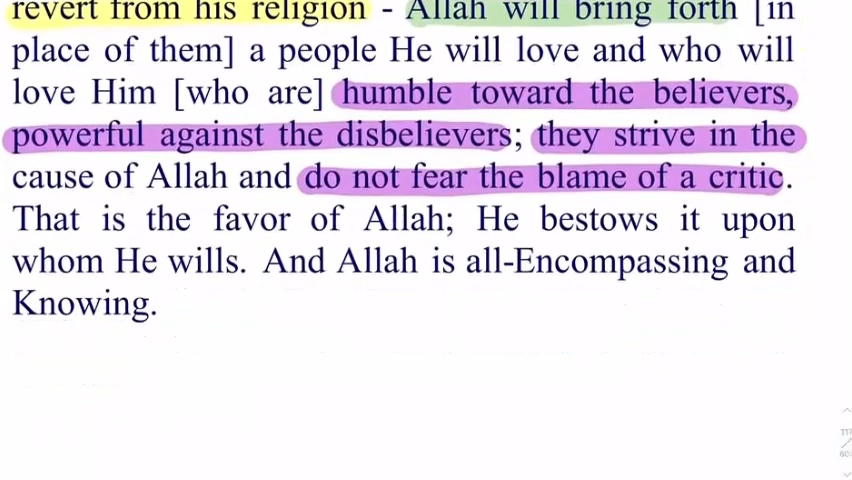 revert from his religion - Allah will bring forth [in
place of them] a people He will love and who will
love Him [who are] humble toward the believers,
powerful against the disbelievers; they strive in the
cause of Allah and do not fear the blame of a critic.
That is the favor of Allah; He bestows it upon
whom He wills. And Allah is all-Encompassing and
Knowing.